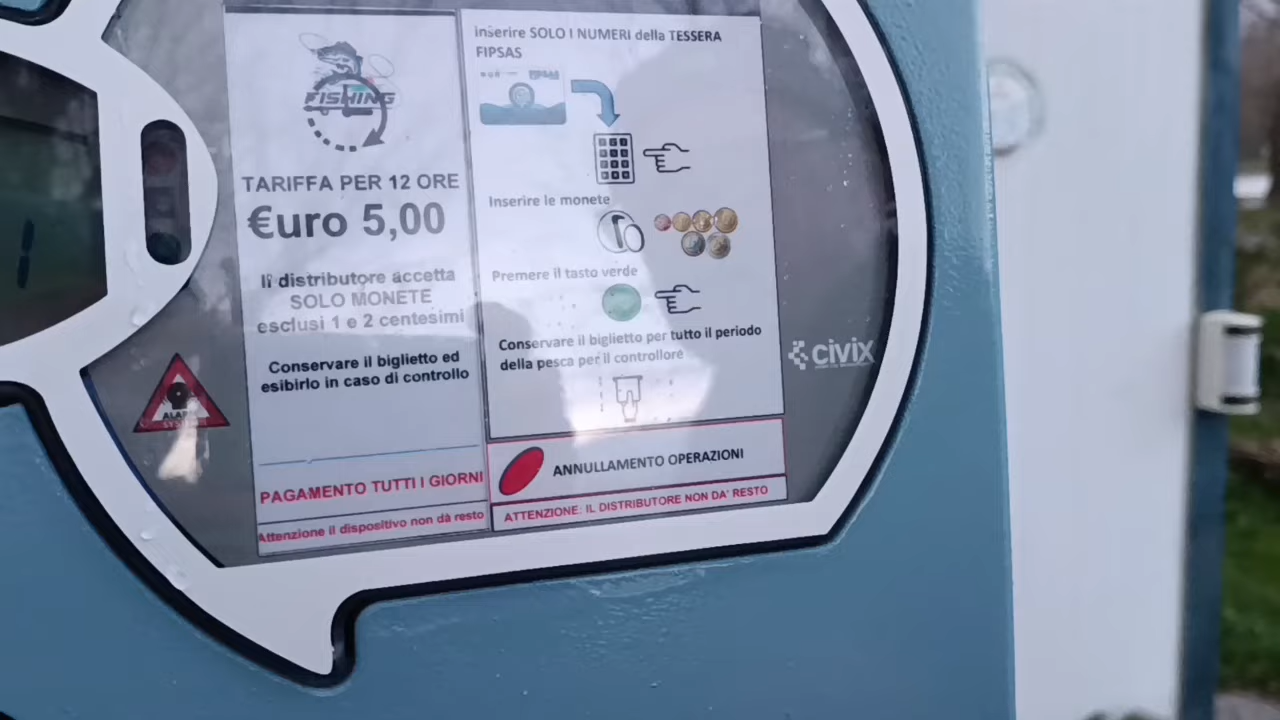 FISHING
TARIFFA PER 12 ORE
€uro 5,00
Il distributore accetta
SOLO MONETE
esclusi 1 e 2 centesimi
Conservare il biglietto ed
esibirlo in caso di controllo
PAGAMENTO TUTTI I GIORNI
Attenzione il dispositivo non dà resto
Inserire SOLO I NUMERI della TESSERA
FIPSAS
FIPSAS
Inserire le monete
Premere il tasto verde
Conservare il biglietto per tutto il periodo
della pesca per il controllore
ANNULLAMENTO OPERAZIONI
ATTENZIONE: IL DISTRIBUTORE NON DA' RESTO
civix